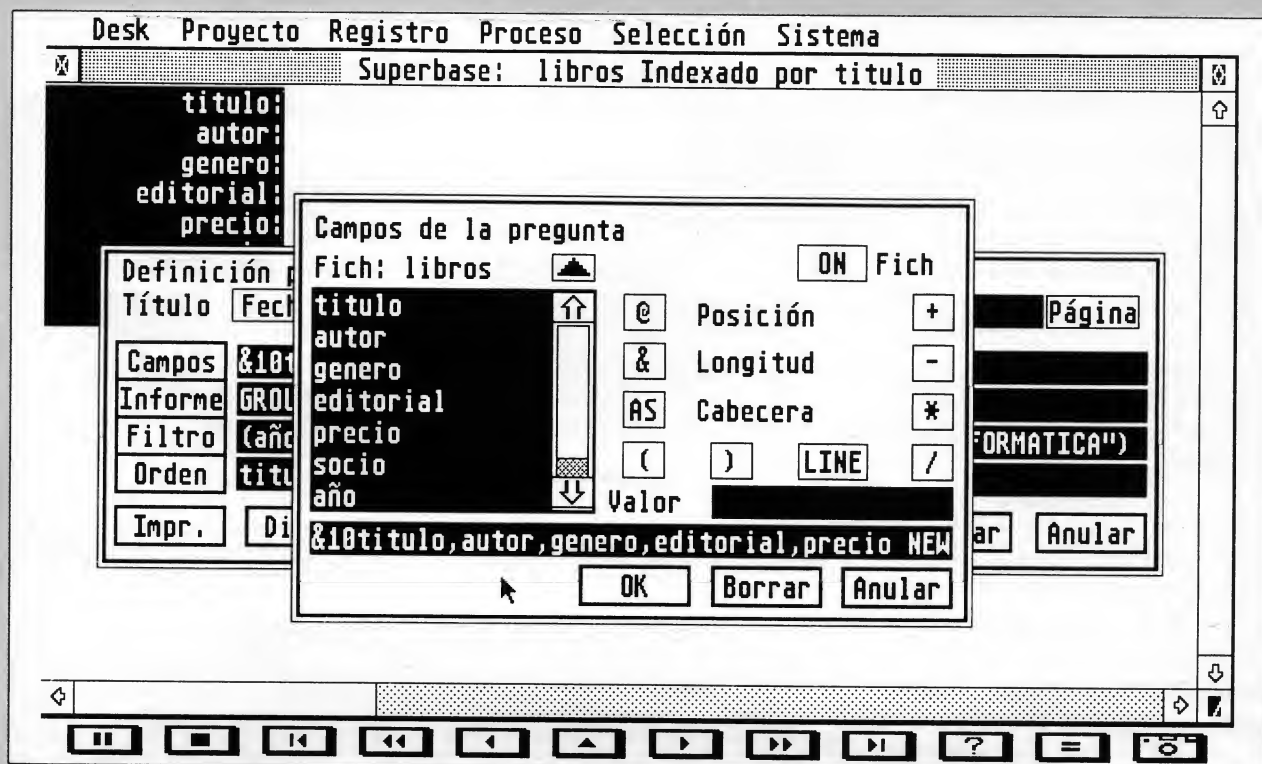 Desk Proyecto Registro Proceso Selección Sistema
Superbase: libros Indexado por titulo
titulo:
autor:
genero:
editorial:
precio:
Definición
Título Fech Página
Campos &10t
Informe GROU
Filtro (año FORMATICA")
Orden titu
Impr. Di ar Anular
Campos de la pregunta
Fich: libros ON Fich
titulo @ Posición +
autor
genero & Longitud -
editorial AS Cabecera *
precio
socio ( ) LINE /
año Valor
&10titulo,autor,genero,editorial,precio NEW
OK Borrar Anular
? =